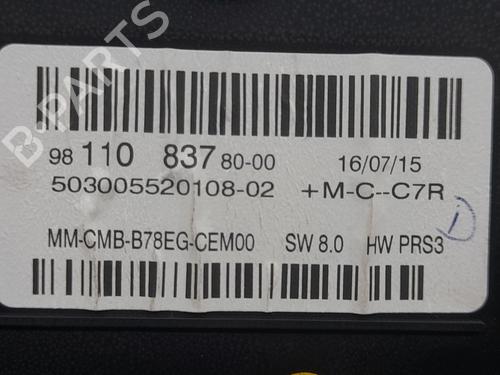 B-PARTS
98 110 837 80-00 16/07/15
503005520108-02 +M-C--C7R
D
MM-CMB-B78EG-CEM00 SW 8.0 HW PRS3